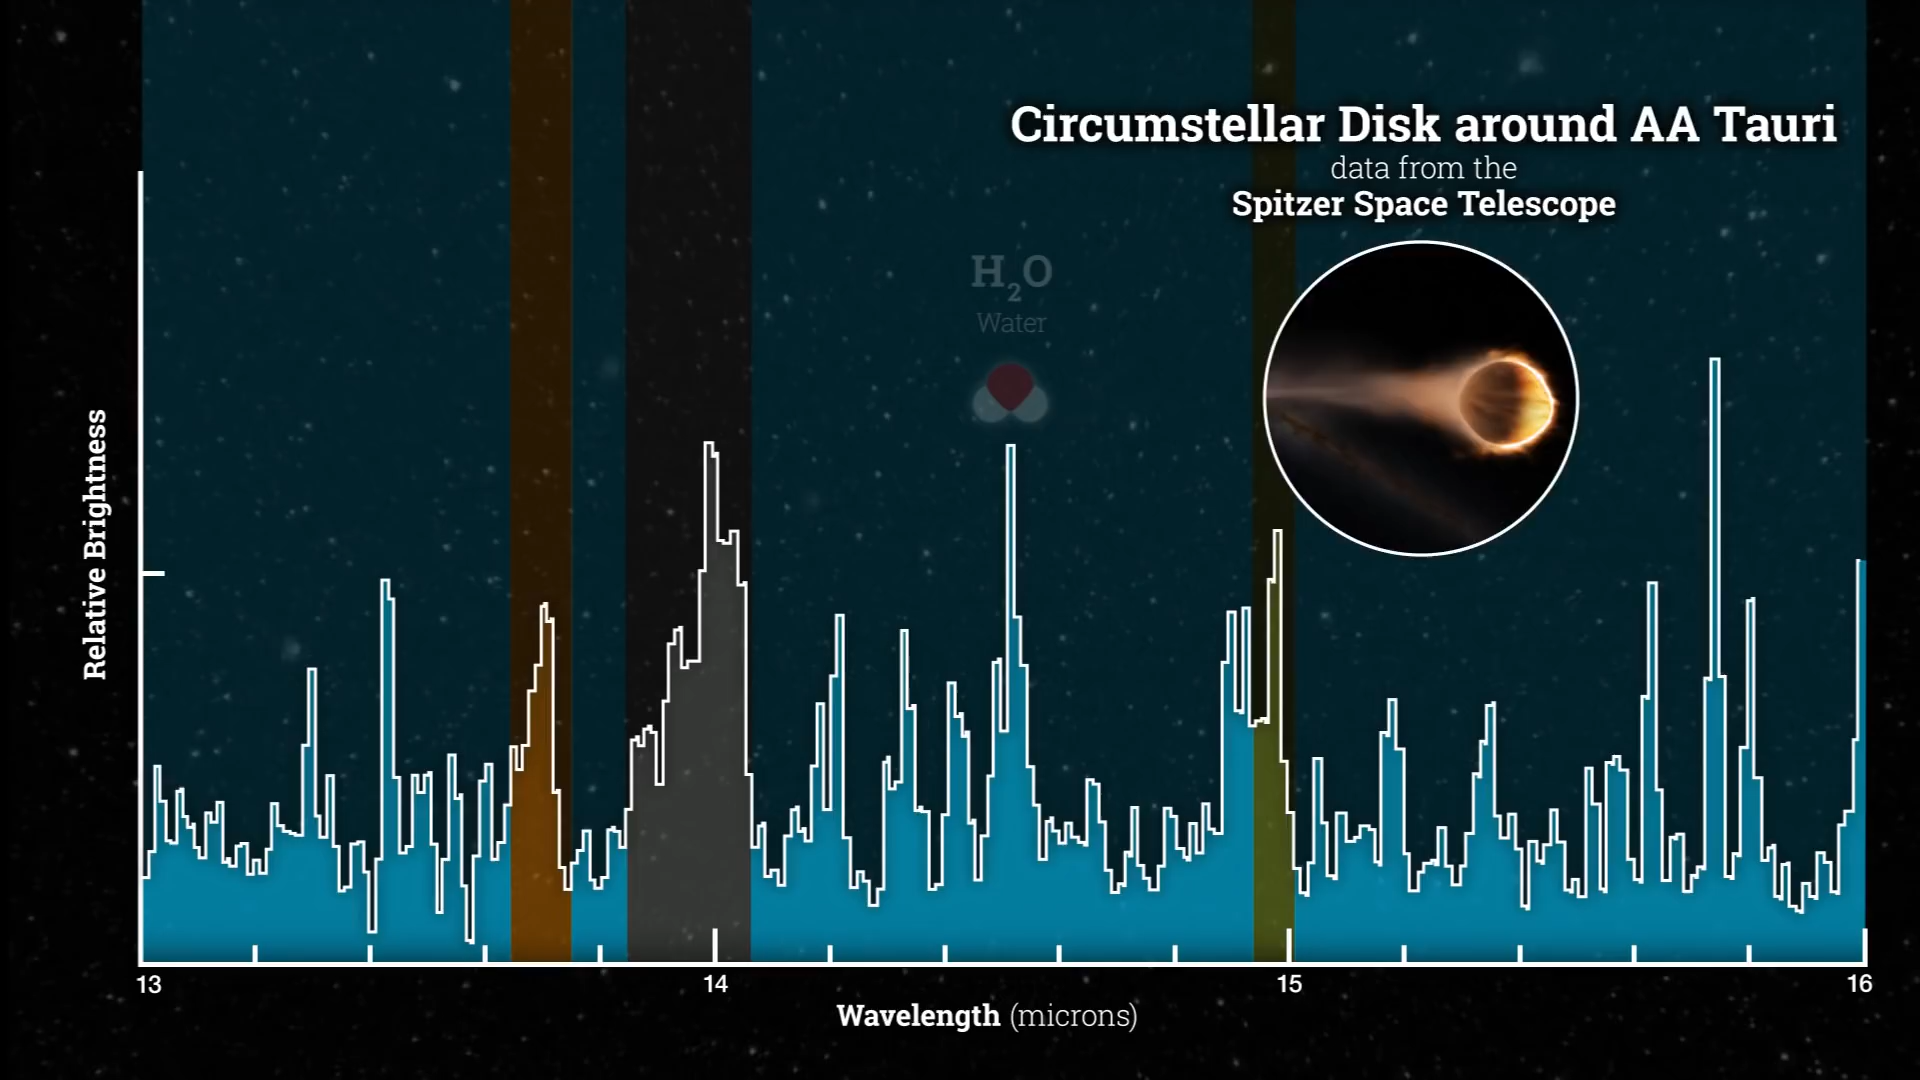 Circumstellar Disk around AA Tauri
data from the
Spitzer Space Telescope
H2O
Water
Relative Brightness
13
14
15
16
Wavelength (microns)